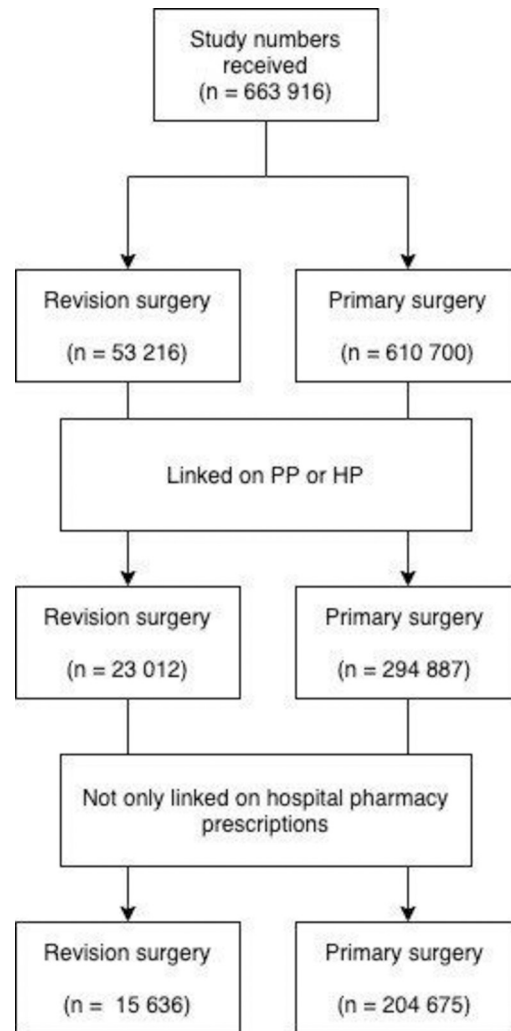 Study numbers
received
(n = 663 916)
Revision surgery
(n = 53 216)
Primary surgery
(n = 610 700)
Linked on PP or HP
Revision surgery
(n = 23 012)
Primary surgery
(n = 294 887)
Not only linked on hospital pharmacy
prescriptions
Revision surgery
(n = 15 636)
Primary surgery
(n = 204 675)